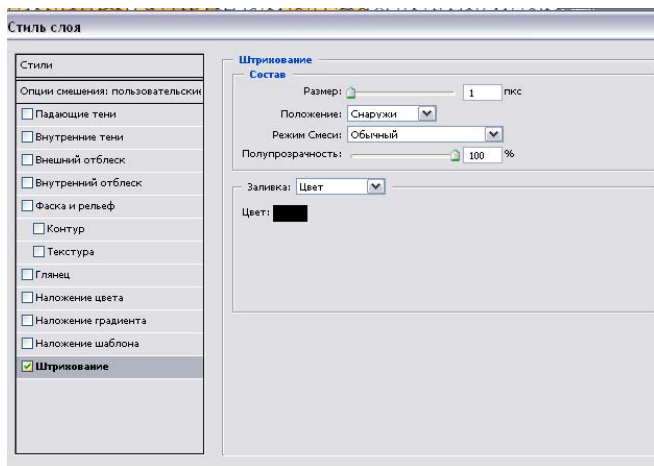 Стиль слоя
Стили
Опции смешения: пользовательские
Падающие тени
Внутренние тени
Внешний отблеск
Внутренний отблеск
Фаска и рельеф
Контур
Текстура
Глянец
Наложение цвета
Наложение градиента
Наложение шаблона
Штрихование
Штрихование
Состав
Размер: 1 пкс
Положение: Снаружи
Режим Смеси: Обычный
Полупрозрачность: 100 %
Заливка: Цвет
Цвет: